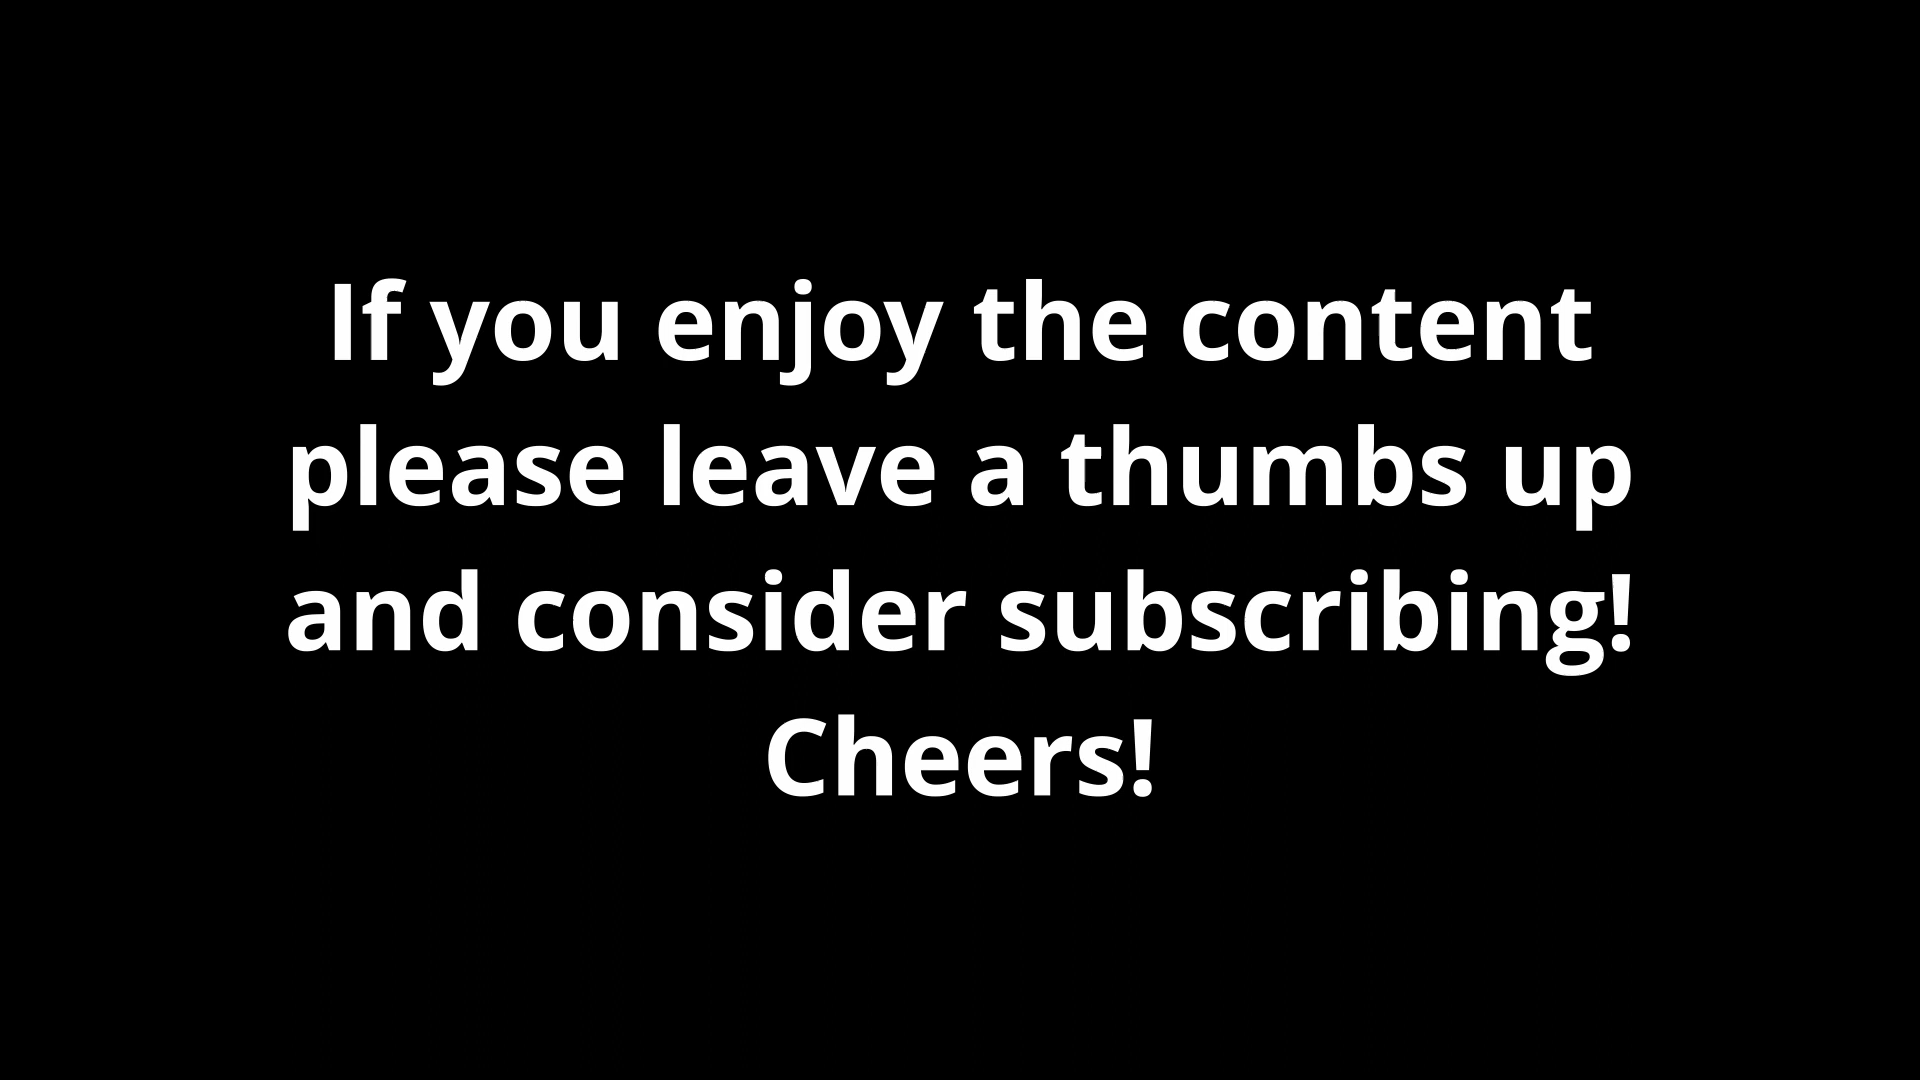 If you enjoy the content
please leave a thumbs up
and consider subscribing!
Cheers!